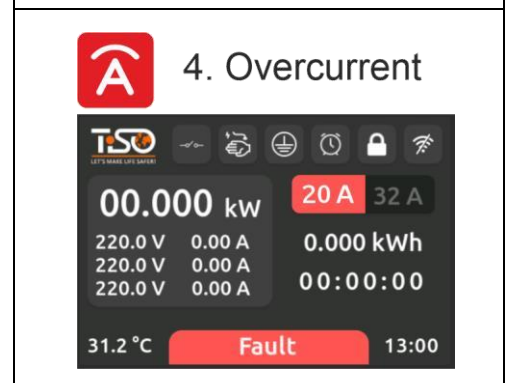 A
4. Overcurrent
TiSO
LET'S MAKE LIFE SAFER!
00.000 kW
20 A 32 A
220.0 V 0.00 A
220.0 V 0.00 A
220.0 V 0.00 A
0.000 kWh
00:00:00
31.2 °C Fault 13:00